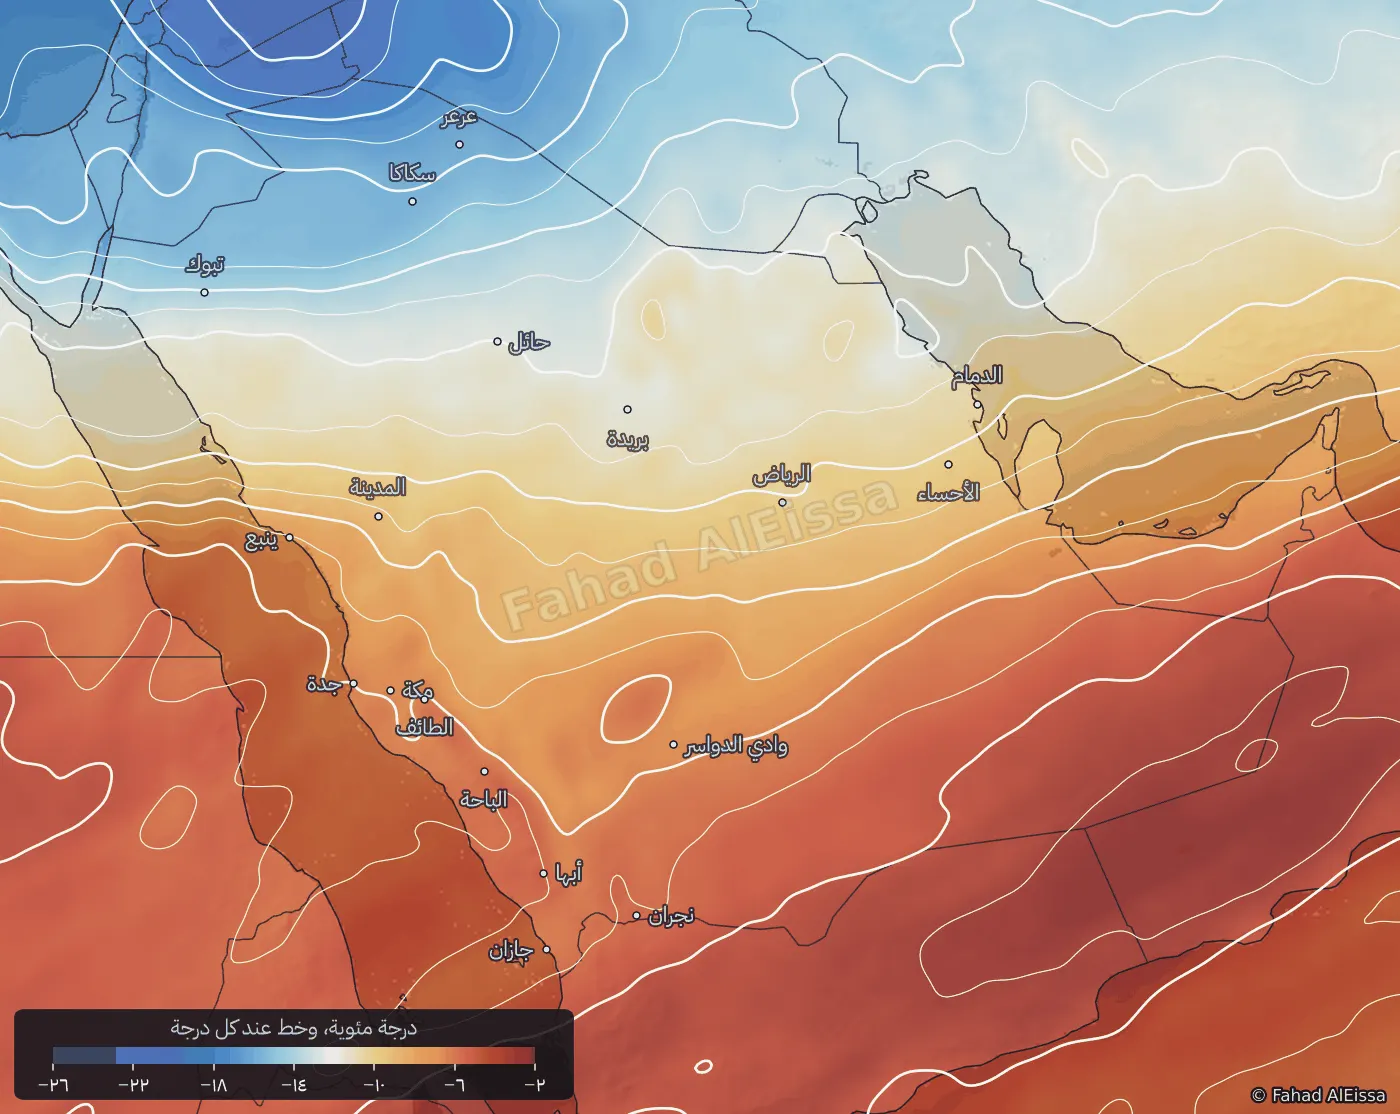 عرعر
سكاكا
تبوك
حائل
الدمام
بريدة
الرياض
المدينة
الأحساء
ينبع
Fahad AlEissa
جدة
مكة
الطائف
وادي الدواسر
الباحة
أبها
نجران
جازان
درجة مئوية، وخط عند كل درجة
−٢٦ −٢٢ −١٨ −١٤ −١٠ −٦ −٢
© Fahad AlEissa